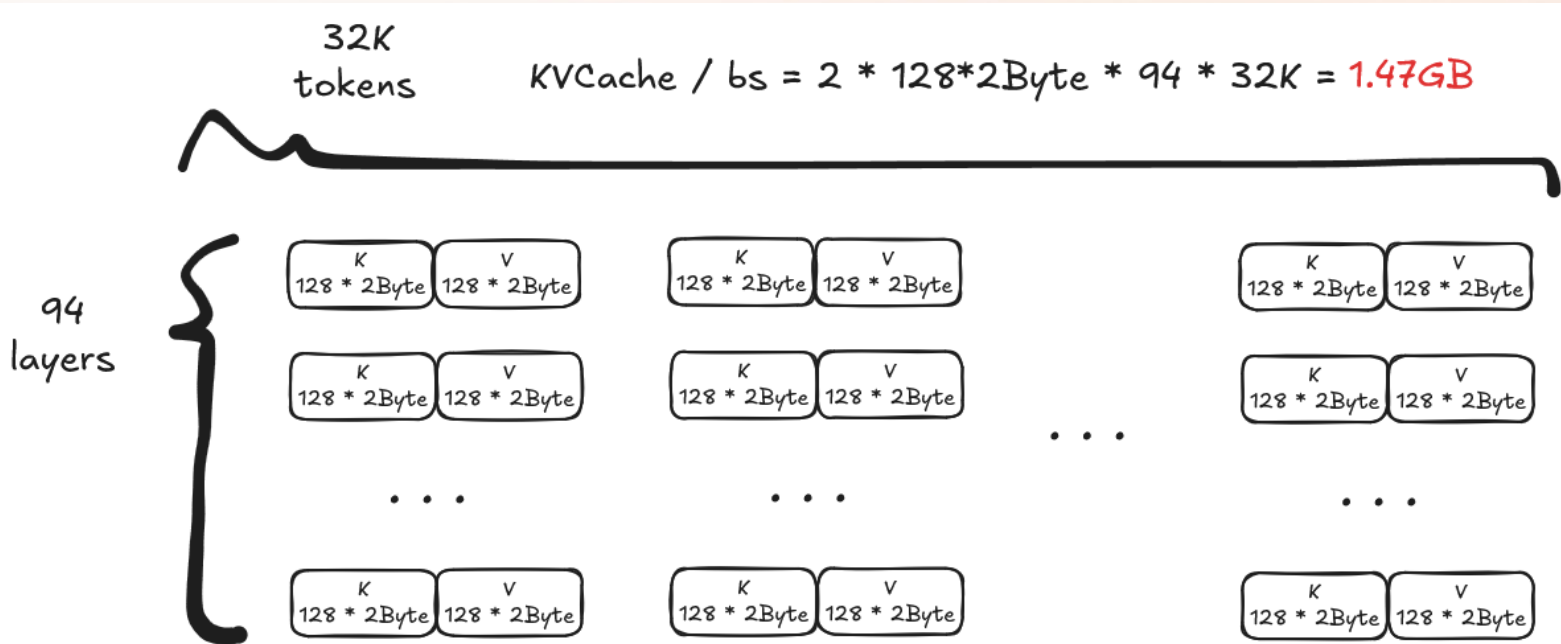 32K
tokens
KVCache / bs = 2 * 128*2Byte * 94 * 32K = 1.47GB
94
layers
K V K V K V
128 * 2Byte 128 * 2Byte 128 * 2Byte 128 * 2Byte 128 * 2Byte 128 * 2Byte
K V K V K V
128 * 2Byte 128 * 2Byte 128 * 2Byte 128 * 2Byte 128 * 2Byte 128 * 2Byte
. . .
. . . . . . . . .
K V K V K V
128 * 2Byte 128 * 2Byte 128 * 2Byte 128 * 2Byte 128 * 2Byte 128 * 2Byte